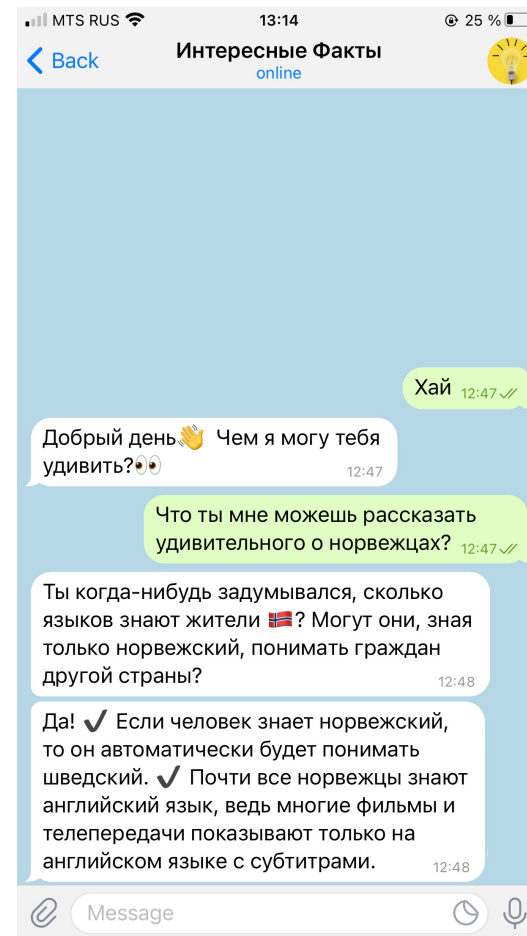 MTS RUS 13:14 25 %
Back Интересные Факты
online
Хай 12:47
Добрый день👋 Чем я могу тебя
удивить?👀 12:47
Что ты мне можешь рассказать
удивительного о норвежцах? 12:47
Ты когда-нибудь задумывался, сколько
языков знают жители 🇳🇴? Могут они, зная
только норвежский, понимать граждан
другой страны? 12:48
Да! ✔️ Если человек знает норвежский,
то он автоматически будет понимать
шведский. ✔️ Почти все норвежцы знают
английский язык, ведь многие фильмы и
телепередачи показывают только на
английском языке с субтитрами. 12:48
Message